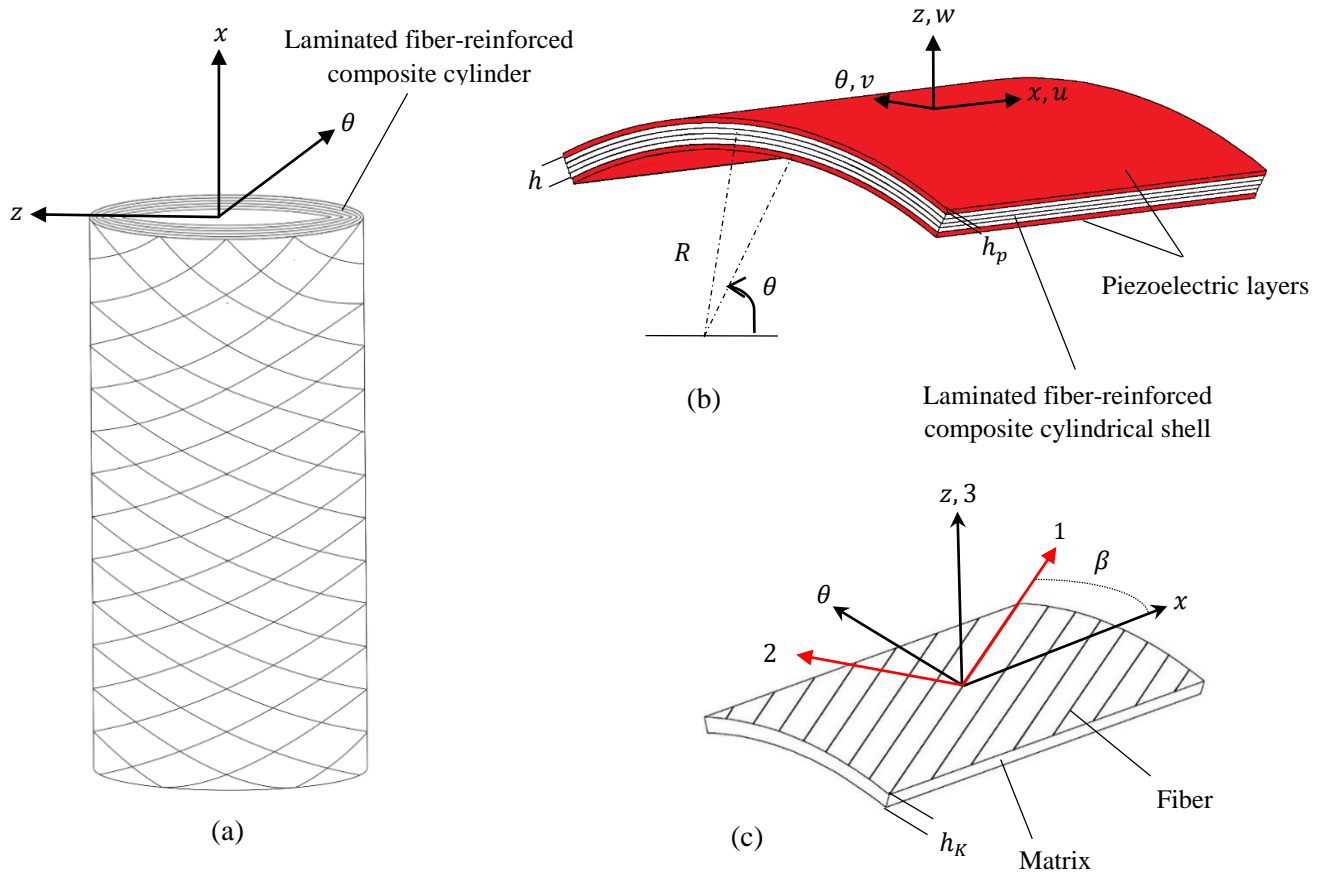 x
Laminated fiber-reinforced
composite cylinder
θ
z
(a)
z, w
θ, v
x, u
h
R
θ
h_p
Piezoelectric layers
Laminated fiber-reinforced
composite cylindrical shell
(b)
z, 3
1
β
θ
x
2
Fiber
h_K
Matrix
(c)